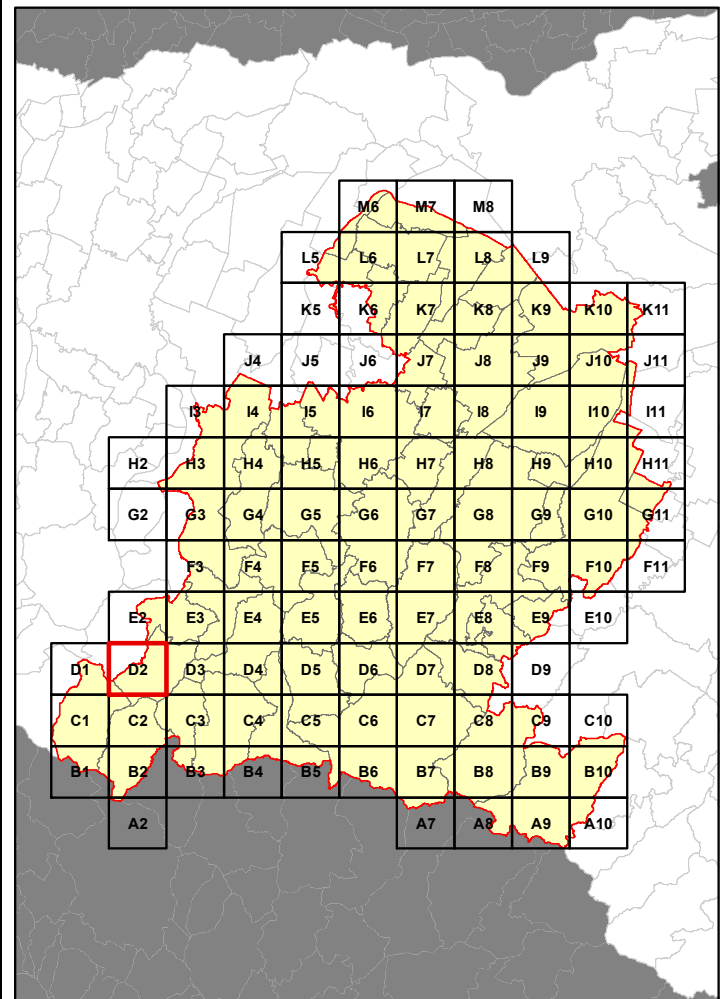 M6 M7 M8
L5 L6 L7 L8 L9
K5 K6 K7 K8 K9 K10 K11
J4 J5 J6 J7 J8 J9 J10 J11
I3 I4 I5 I6 I7 I8 I9 I10 I11
H2 H3 H4 H5 H6 H7 H8 H9 H10 H11
G2 G3 G4 G5 G6 G7 G8 G9 G10 G11
F3 F4 F5 F6 F7 F8 F9 F10 F11
E2 E3 E4 E5 E6 E7 E8 E9 E10
D1 D2 D3 D4 D5 D6 D7 D8 D9
C1 C2 C3 C4 C5 C6 C7 C8 C9 C10
B1 B2 B3 B4 B5 B6 B7 B8 B9 B10
A2 A7 A8 A9 A10